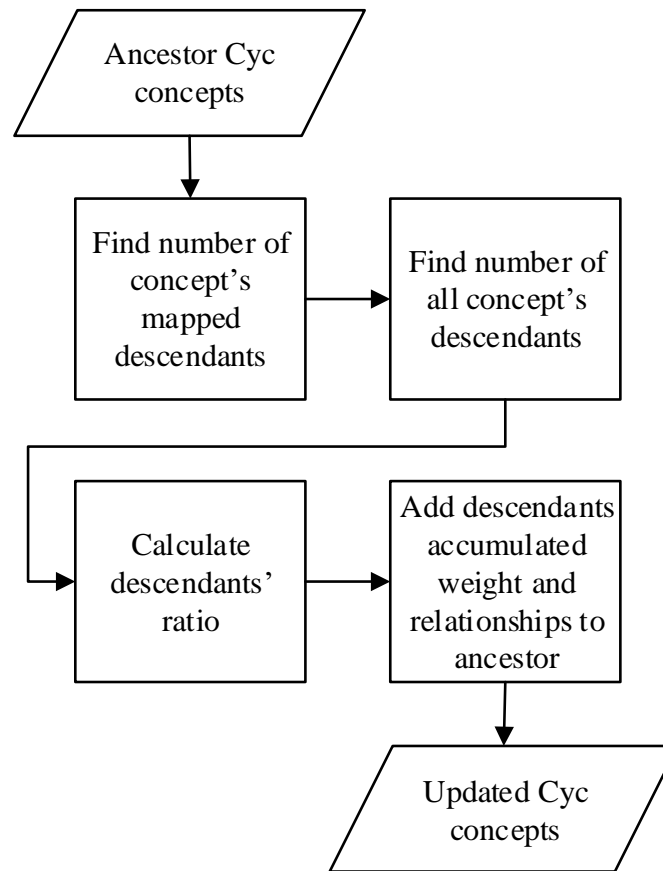 Ancestor Cyc
concepts
Find number of
concept’s
mapped
descendants
Find number of
all concept’s
descendants
Calculate
descendants’
ratio
Add descendants
accumulated
weight and
relationships to
ancestor
Updated Cyc
concepts